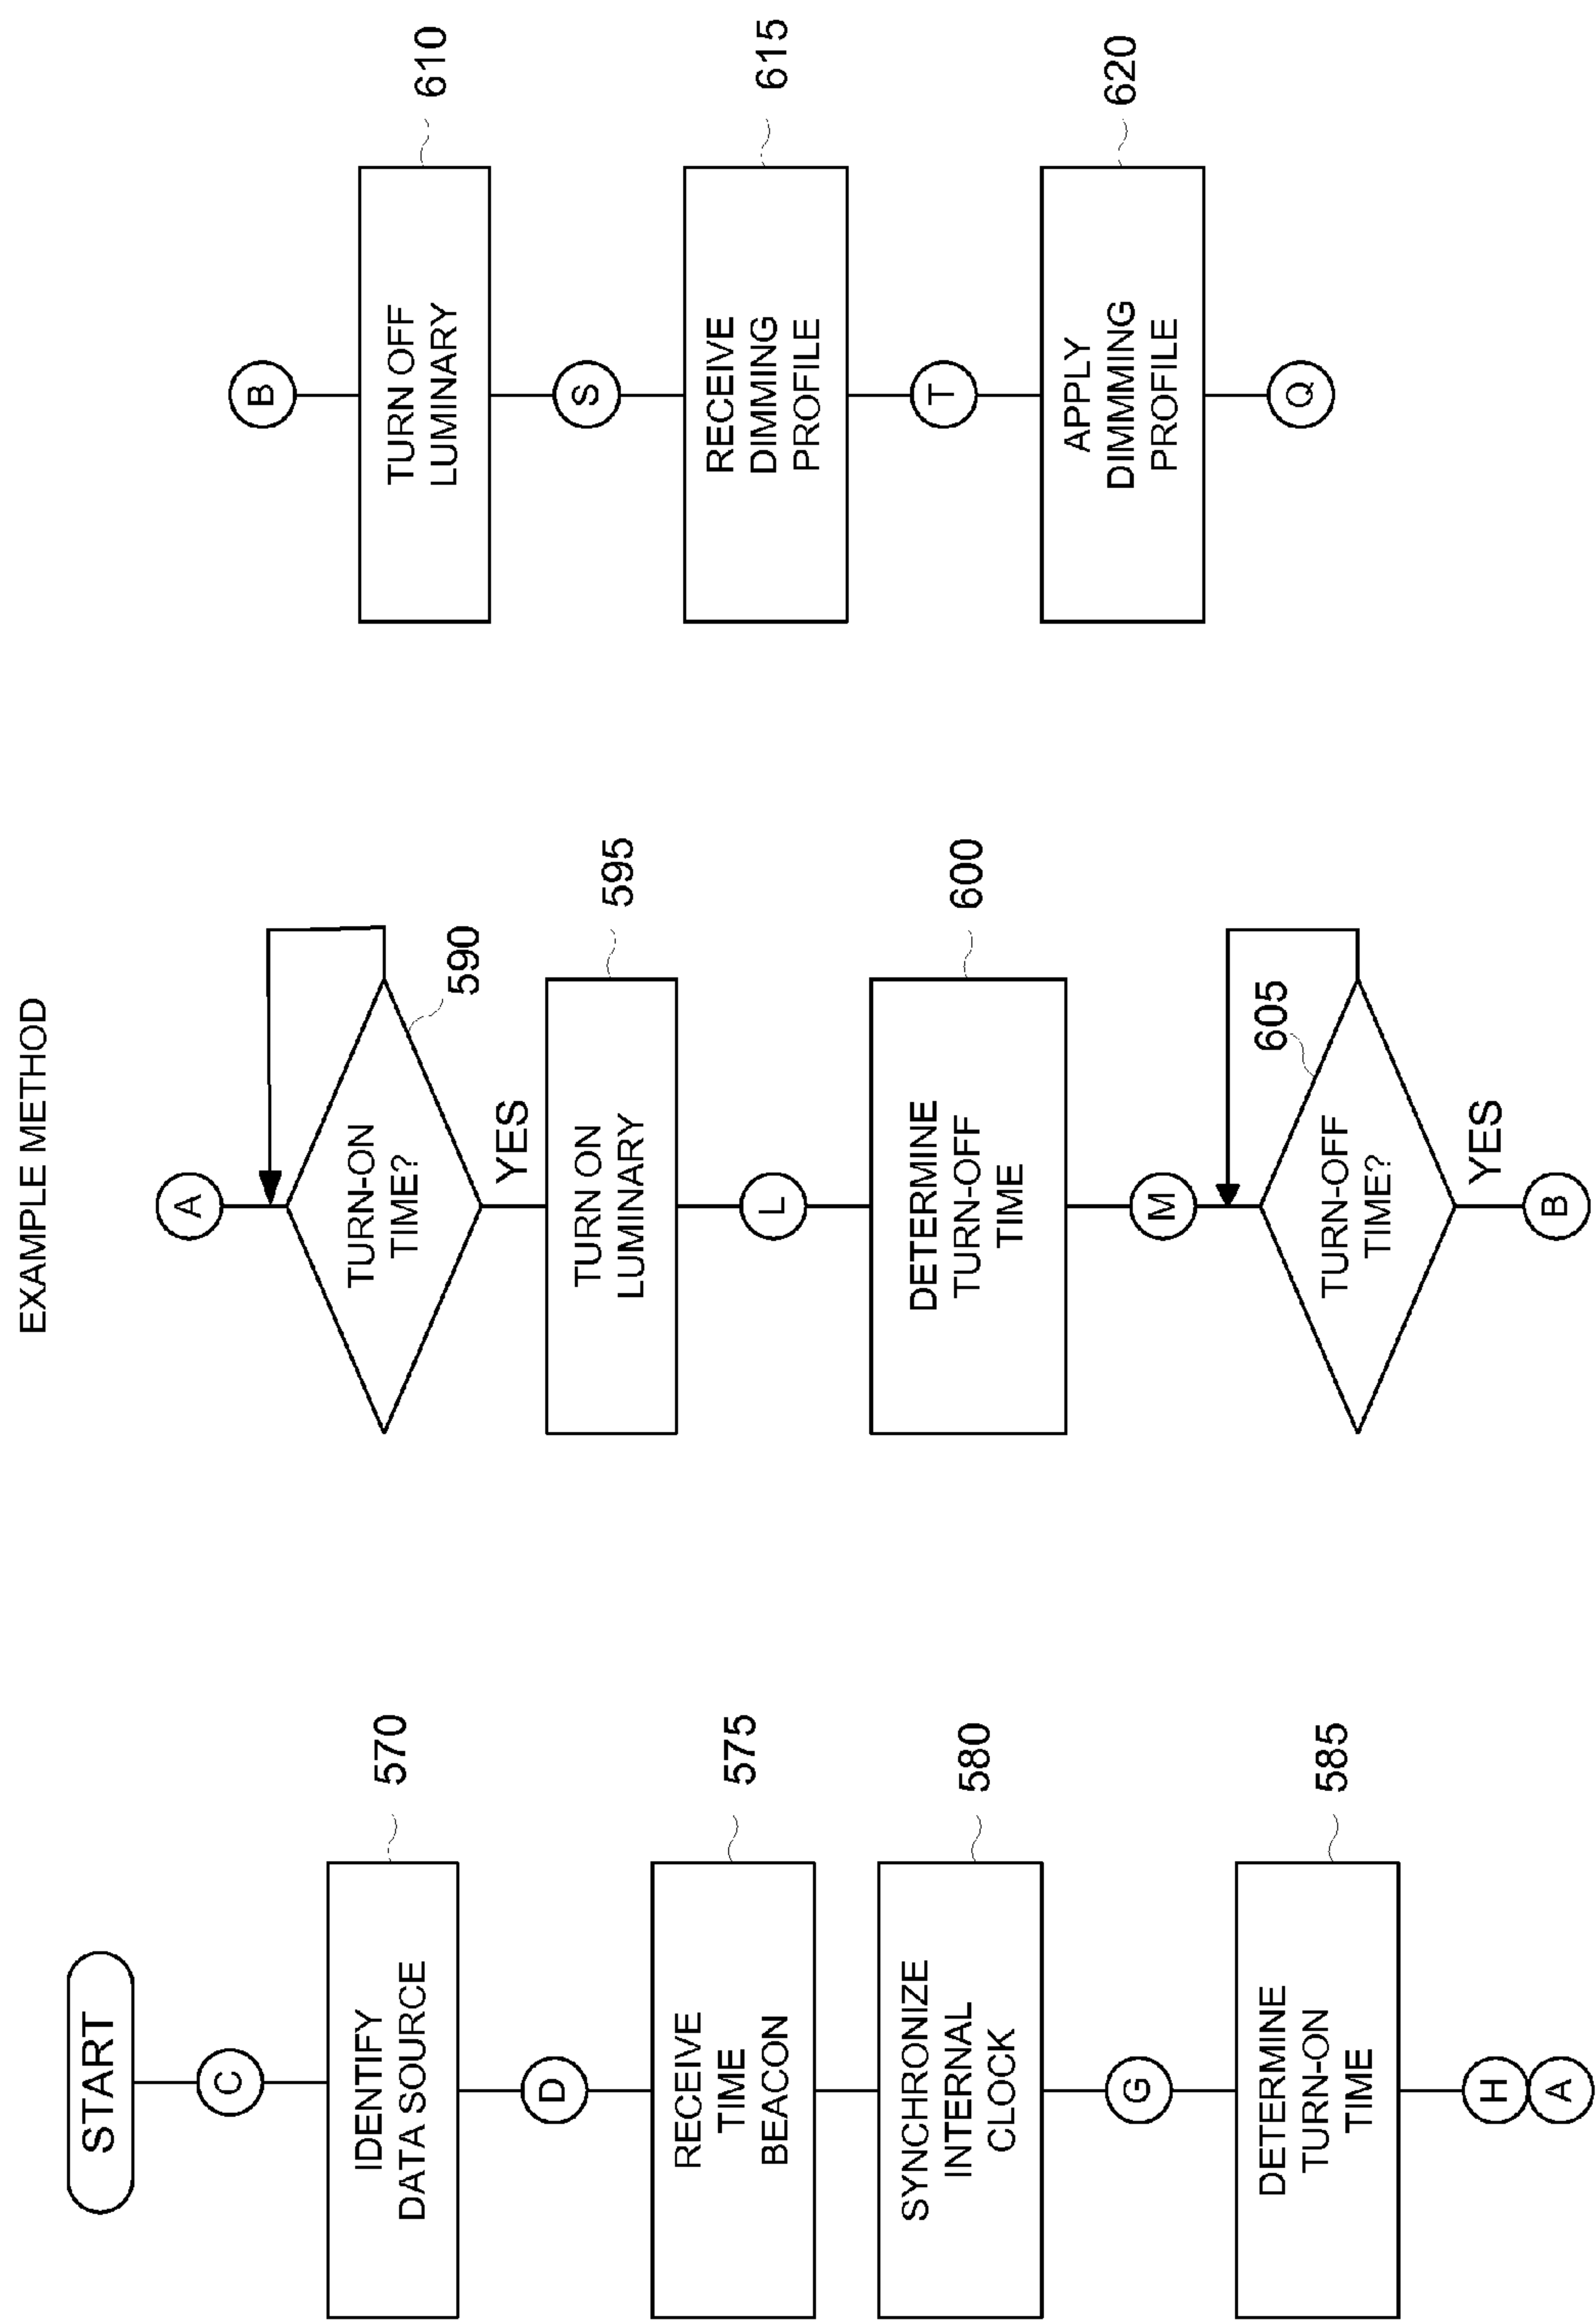 EXAMPLE METHOD
START
C
IDENTIFY
DATA SOURCE
570
D
RECEIVE
TIME
BEACON
575
SYNCHRONIZE
INTERNAL
CLOCK
580
G
DETERMINE
TURN-ON
TIME
585
H
A
A
TURN-ON
TIME?
590
YES
TURN ON
LUMINARY
595
L
DETERMINE
TURN-OFF
TIME
600
M
TURN-OFF
TIME?
605
YES
B
B
TURN OFF
LUMINARY
610
S
RECEIVE
DIMMING
PROFILE
615
T
APPLY
DIMMING
PROFILE
620
Q